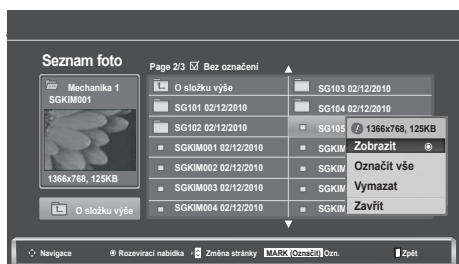 Seznam foto
Page 2/3 ☑ Bez označení
Mechanika 1
SGKIM001
1366x768, 125KB
O složku výše
O složku výše
SG101 02/12/2010
SG102 02/12/2010
SGKIM001 02/12/2010
SGKIM002 02/12/2010
SGKIM003 02/12/2010
SGKIM004 02/12/2010
SG103 02/12/2010
SG104 02/12/2010
SG105
SGKIM
SGKIM
SGKIM
SGKIM
1366x768, 125KB
Zobrazit
Označit vše
Vymazat
Zavřít
Navigace
Rozevírací nabídka
Změna stránky
MARK (Označit) Ozn.
Zpět